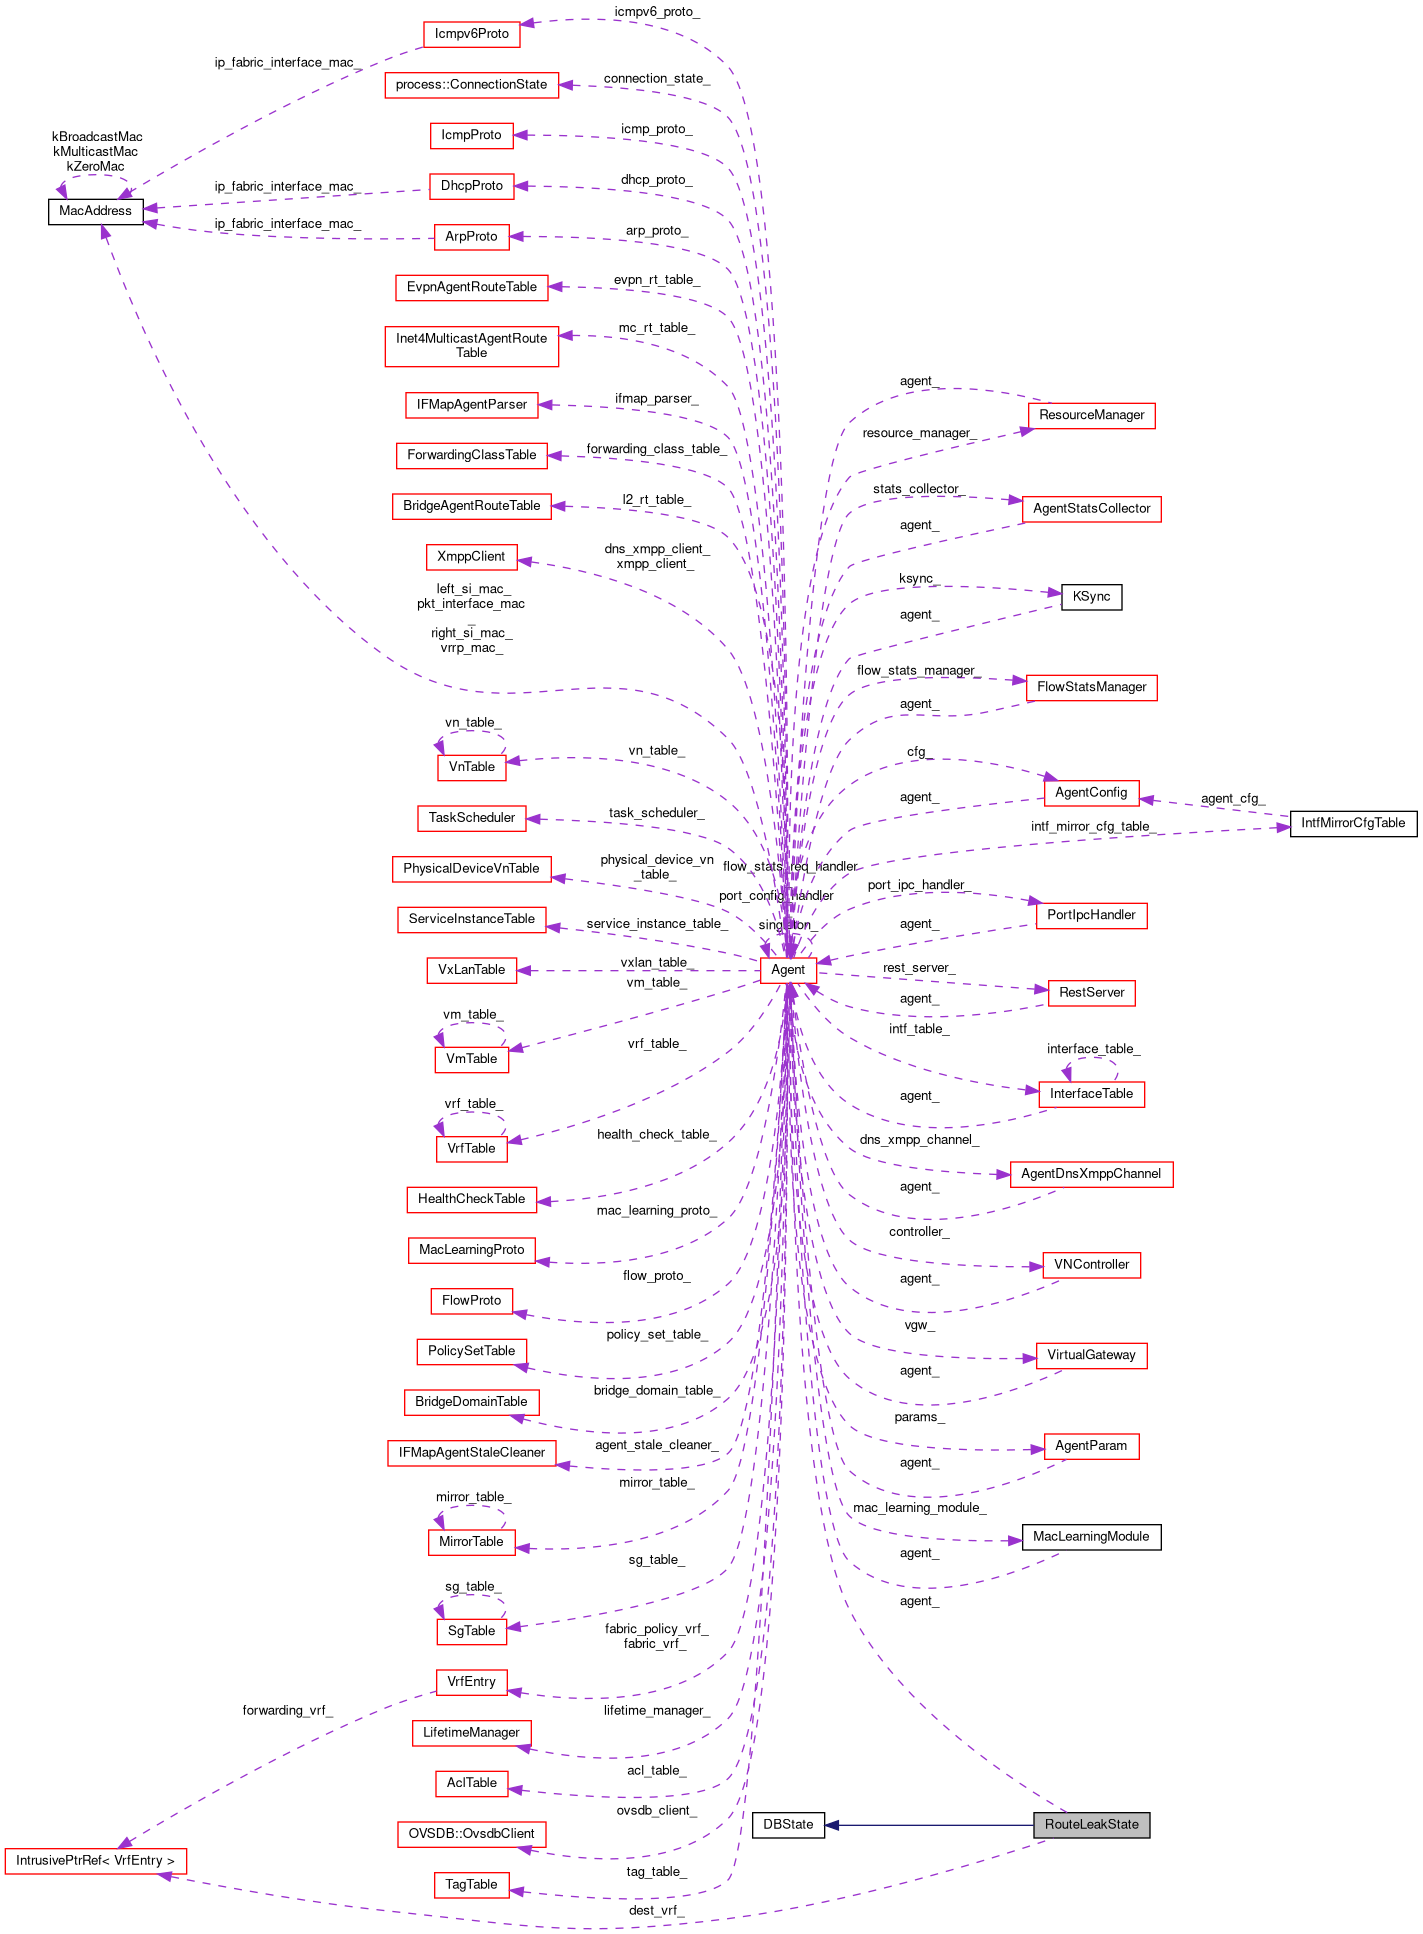 icmpv6_proto_
Icmpv6Proto
ip_fabric_interface_mac_
connection_state_
process::ConnectionState
kBroadcastMac
kMulticastMac
kZeroMac
icmp_proto_
IcmpProto
dhcp_proto_
DhcpProto
ip_fabric_interface_mac_
MacAddress
arp_proto_
ArpProto
ip_fabric_interface_mac_
evpn_rt_table_
EvpnAgentRouteTable
mc_rt_table_
Inet4MulticastAgentRoute
Table
agent_
ifmap_parser_
IFMapAgentParser
ResourceManager
resource_manager_
forwarding_class_table_
ForwardingClassTable
stats_collector_
l2_rt_table_
BridgeAgentRouteTable
AgentStatsCollector
agent_
dns_xmpp_client_
xmpp_client_
XmppClient
ksync_
KSync
left_si_mac_
pkt_interface_mac
_
right_si_mac_
vrrp_mac_
agent_
flow_stats_manager_
FlowStatsManager
agent_
vn_table_
vn_table_
VnTable
cfg_
AgentConfig
agent_
agent_cfg_
task_scheduler_
TaskScheduler
intf_mirror_cfg_table_
IntfMirrorCfgTable
physical_device_vn
_table_
PhysicalDeviceVnTable
flow_stats_req_handler
port_config_handler
port_ipc_handler_
PortIpcHandler
service_instance_table_
ServiceInstanceTable
singleton_
agent_
vxlan_table_
VxLanTable
Agent
rest_server_
RestServer
vm_table_
agent_
vm_table_
VmTable
intf_table_
vrf_table_
interface_table_
InterfaceTable
agent_
vrf_table_
VrfTable
health_check_table_
dns_xmpp_channel_
AgentDnsXmppChannel
agent_
HealthCheckTable
mac_learning_proto_
controller_
MacLearningProto
VNController
flow_proto_
agent_
FlowProto
policy_set_table_
vgw_
PolicySetTable
VirtualGateway
agent_
bridge_domain_table_
BridgeDomainTable
params_
agent_stale_cleaner_
IFMapAgentStaleCleaner
AgentParam
agent_
mirror_table_
mirror_table_
MirrorTable
mac_learning_module_
MacLearningModule
agent_
sg_table_
sg_table_
SgTable
agent_
fabric_policy_vrf_
fabric_vrf_
VrfEntry
forwarding_vrf_
lifetime_manager_
LifetimeManager
acl_table_
AclTable
ovsdb_client_
OVSDB::OvsdbClient
DBState
RouteLeakState
IntrusivePtrRef< VrfEntry >
tag_table_
TagTable
dest_vrf_